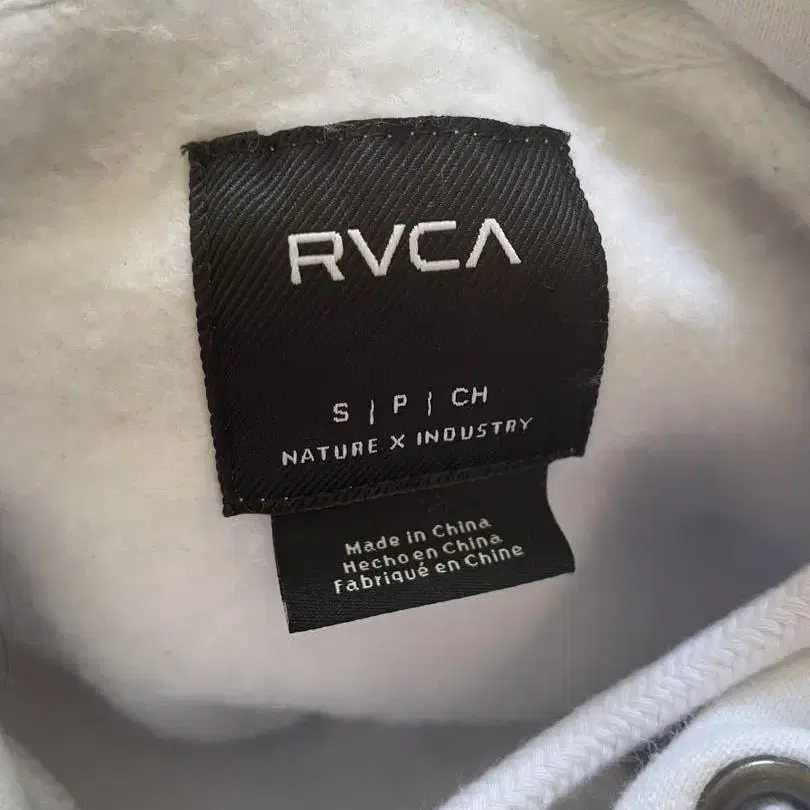 RVCA
S | P | CH
NATURE X INDUSTRY
Made in China
Hecho en China
Fabriqué en Chine